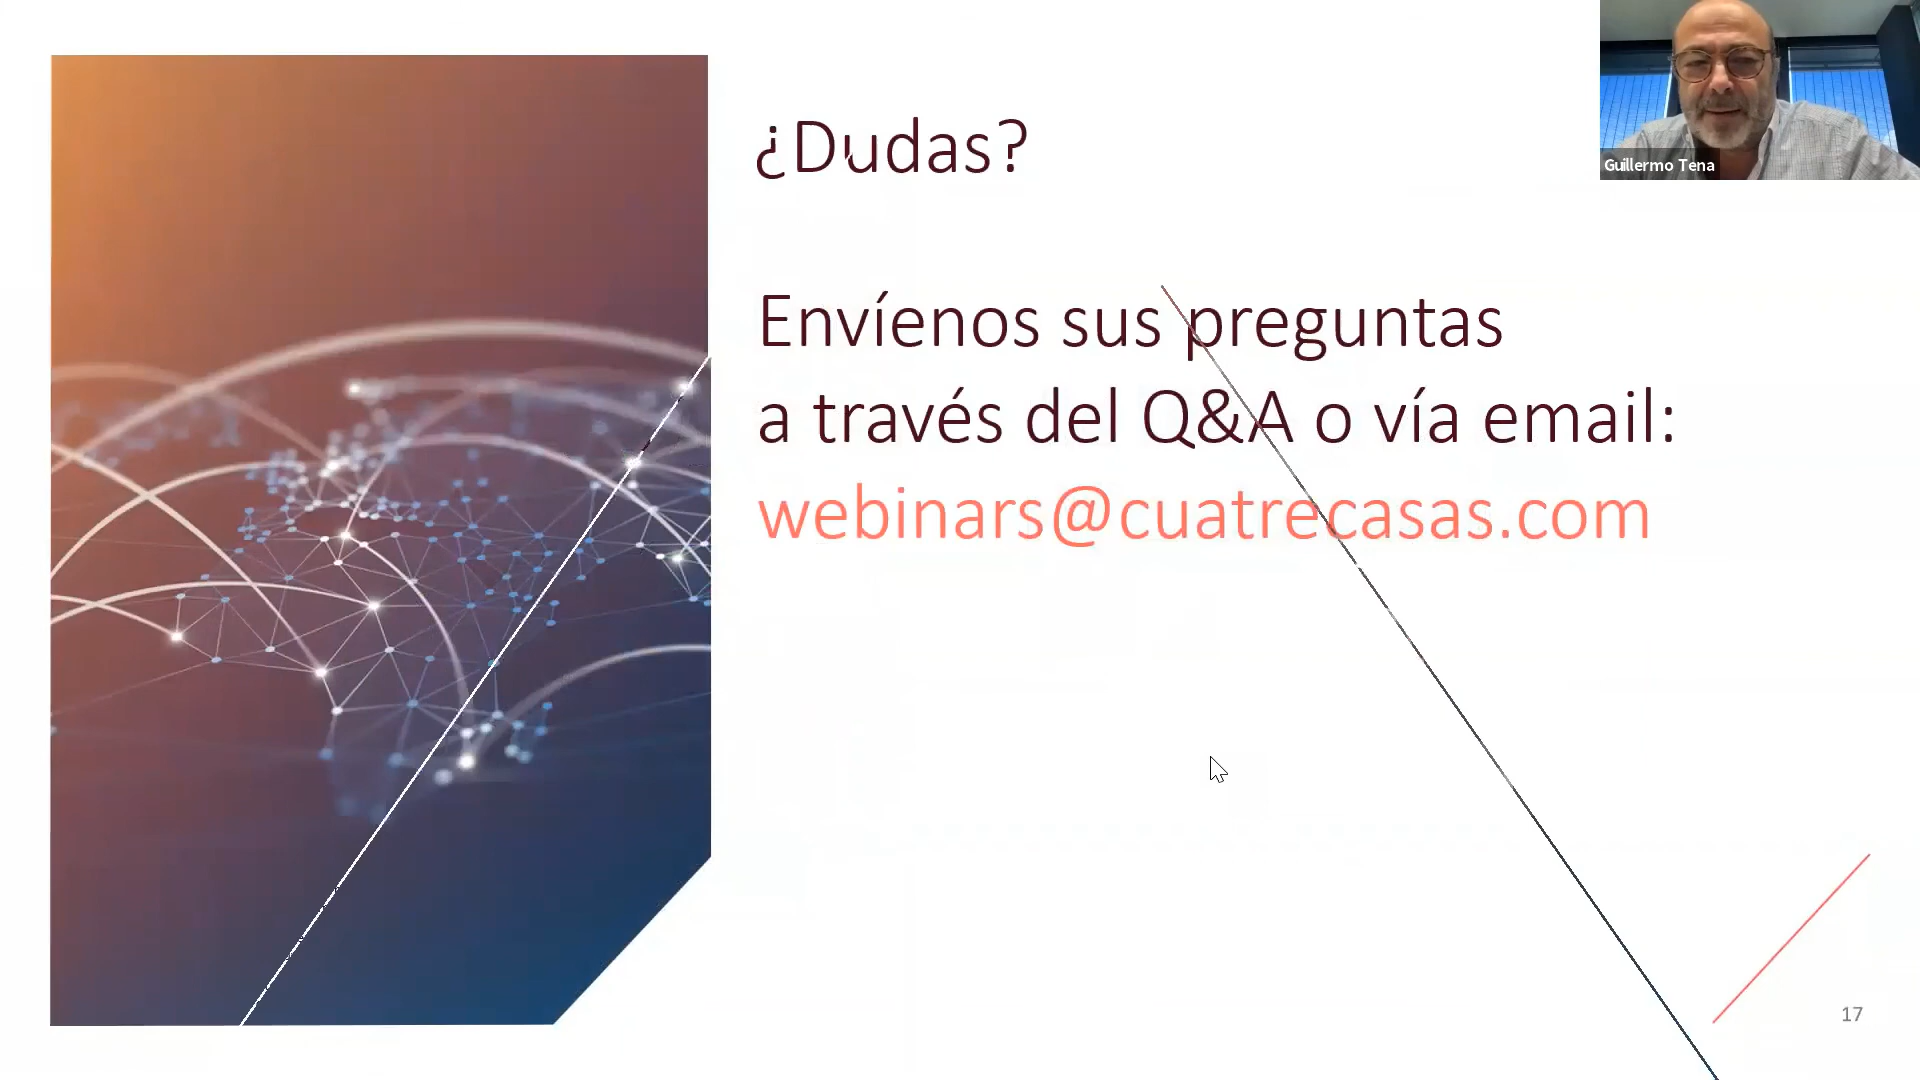 ¿Dudas?
Envíenos sus preguntas
a través del Q&A o vía email:
webinars@cuatrecasas.com
Guillermo Tena
17